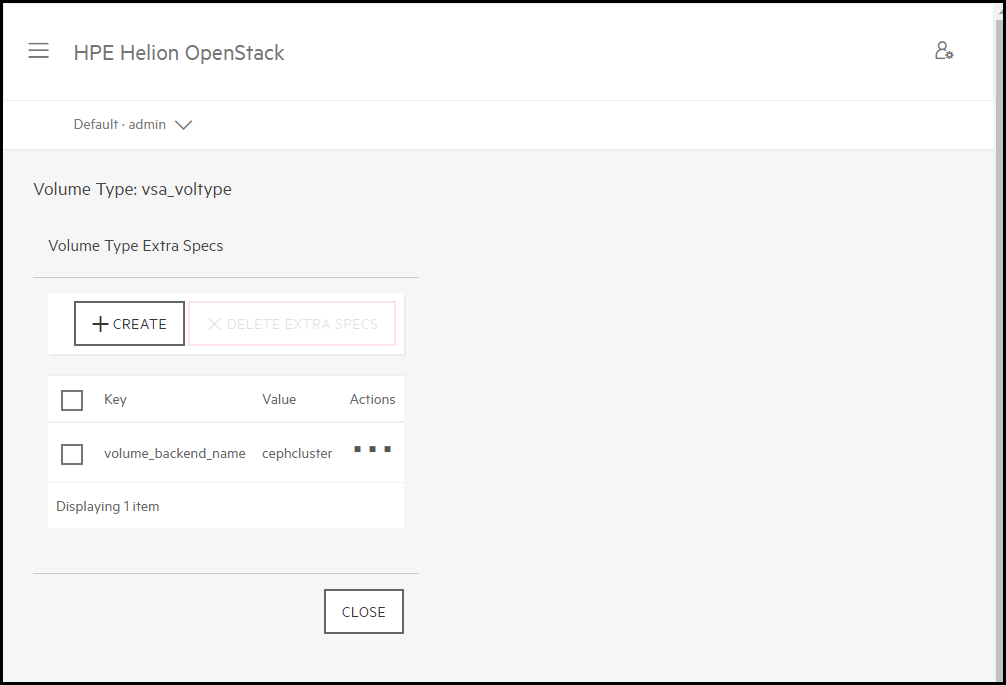 HPE Helion OpenStack
Default · admin
Volume Type: vsa_voltype
Volume Type Extra Specs
CREATE DELETE EXTRA SPECS
Key Value Actions
volume_backend_name cephcluster
Displaying 1 item
CLOSE